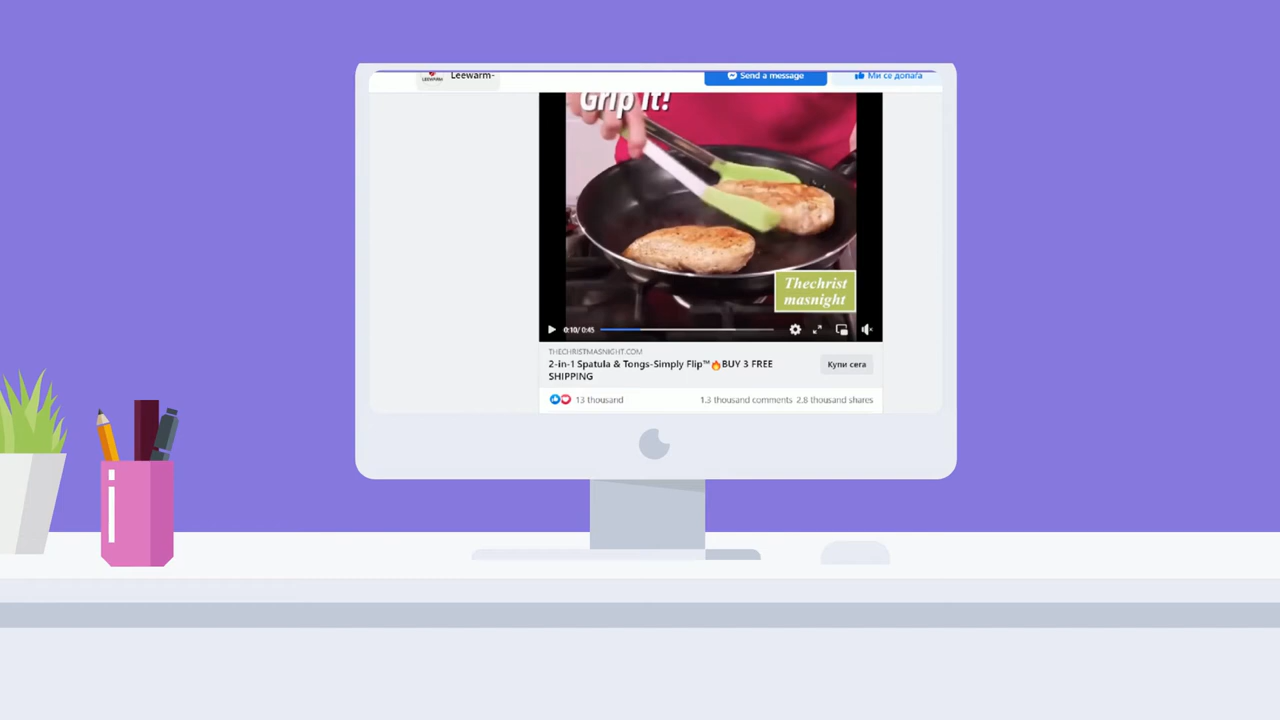 LEEWARM
Leewarm-
Send a message
Ми се допаѓа
Grip It!
Thechrist
masnight
0:10 / 0:45
THECHRISTMASNIGHT.COM
2-in-1 Spatula & Tongs-Simply Flip™🔥BUY 3 FREE
SHIPPING
Купи сега
13 thousand
1.3 thousand comments 2.8 thousand shares